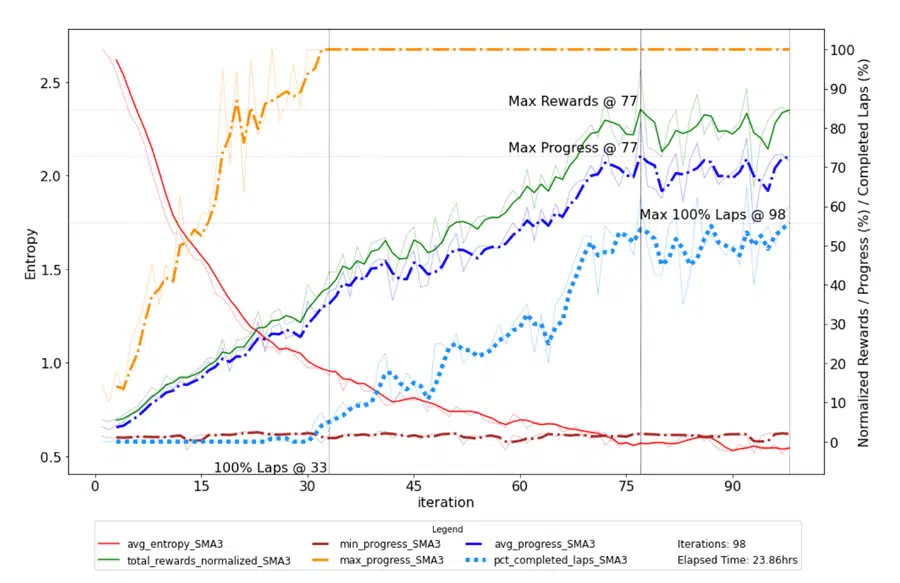 100
90
80
70
60
50
40
30
20
10
0
2.5
2.0
1.5
1.0
0.5
Entropy
Normalized Rewards / Progress (%) / Completed Laps (%)
Max Rewards @ 77
Max Progress @ 77
Max 100% Laps @ 98
100% Laps @ 33
0 15 30 45 60 75 90
iteration
Legend
avg_entropy_SMA3 min_progress_SMA3 avg_progress_SMA3 Iterations: 98
total_rewards_normalized_SMA3 max_progress_SMA3 pct_completed_laps_SMA3 Elapsed Time: 23.86hrs